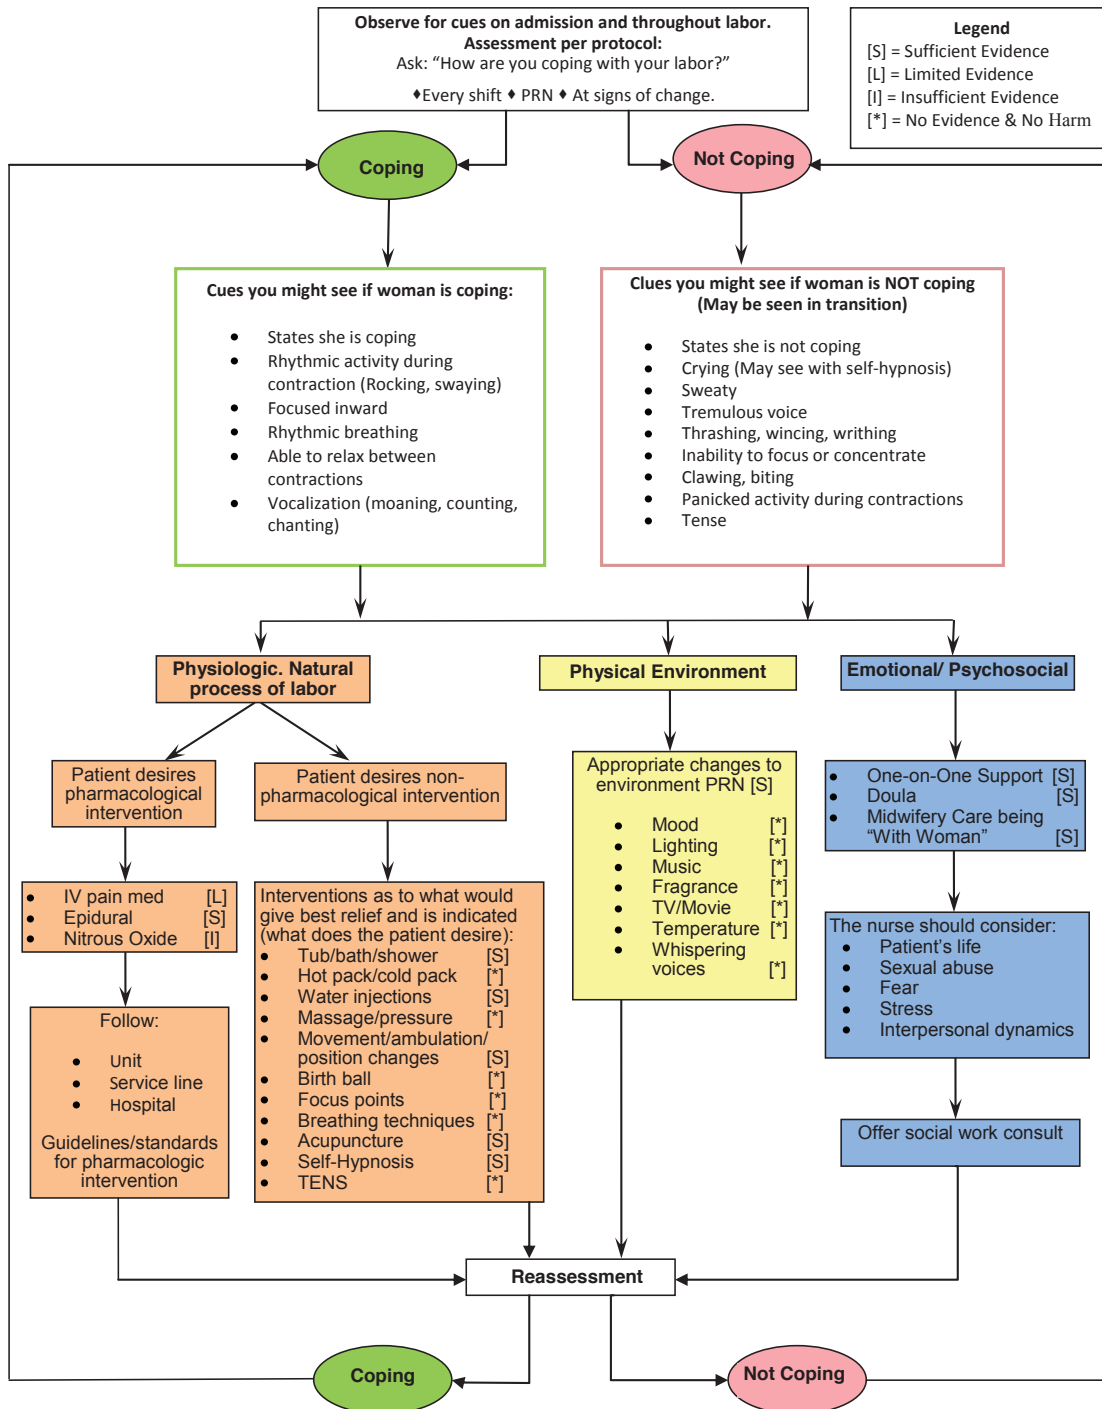 Observe for cues on admission and throughout labor.
Assessment per protocol:
Ask: “How are you coping with your labor?”
♦Every shift ♦ PRN ♦ At signs of change.
Legend
[S] = Sufficient Evidence
[L] = Limited Evidence
[I] = Insufficient Evidence
[*] = No Evidence & No Harm
Coping
Not Coping
Cues you might see if woman is coping:
● States she is coping
● Rhythmic activity during
contraction (Rocking, swaying)
● Focused inward
● Rhythmic breathing
● Able to relax between
contractions
● Vocalization (moaning, counting,
chanting)
Clues you might see if woman is NOT coping
(May be seen in transition)
● States she is not coping
● Crying (May see with self-hypnosis)
● Sweaty
● Tremulous voice
● Thrashing, wincing, writhing
● Inability to focus or concentrate
● Clawing, biting
● Panicked activity during contractions
● Tense
Physiologic. Natural
process of labor
Physical Environment
Emotional/ Psychosocial
Patient desires
pharmacological
intervention
Patient desires non-
pharmacological intervention
● IV pain med [L]
● Epidural [S]
● Nitrous Oxide [I]
Follow:
● Unit
● Service line
● Hospital
Guidelines/standards
for pharmacologic
intervention
Interventions as to what would
give best relief and is indicated
(what does the patient desire):
● Tub/bath/shower [S]
● Hot pack/cold pack [*]
● Water injections [S]
● Massage/pressure [*]
● Movement/ambulation/
position changes [S]
● Birth ball [*]
● Focus points [*]
● Breathing techniques [*]
● Acupuncture [S]
● Self-Hypnosis [S]
● TENS [*]
Appropriate changes to
environment PRN [S]
● Mood [*]
● Lighting [*]
● Music [*]
● Fragrance [*]
● TV/Movie [*]
● Temperature [*]
● Whispering
voices [*]
● One-on-One Support [S]
● Doula [S]
● Midwifery Care being
“With Woman” [S]
The nurse should consider:
● Patient’s life
● Sexual abuse
● Fear
● Stress
● Interpersonal dynamics
Offer social work consult
Reassessment
Coping
Not Coping